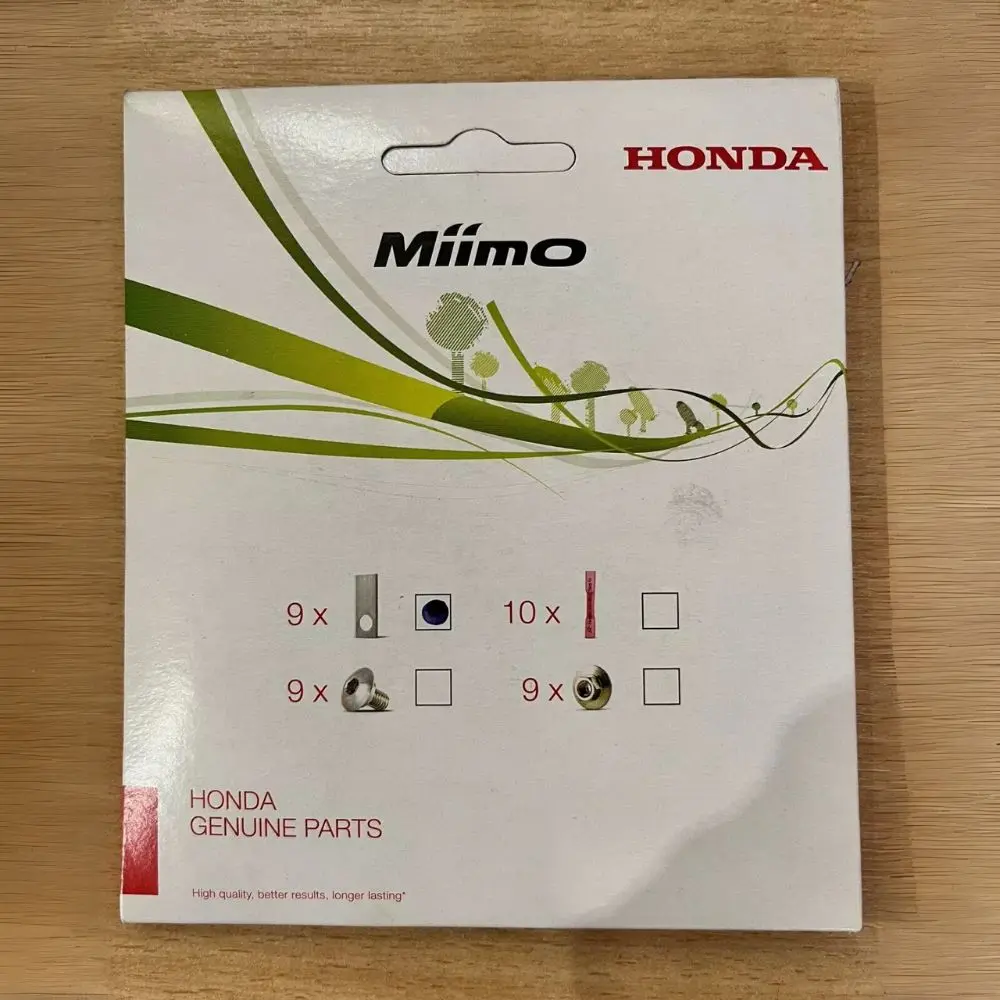 HONDA
Miimo
9 x
10 x
9 x
9 x
HONDA
GENUINE PARTS
High quality, better results, longer lasting*